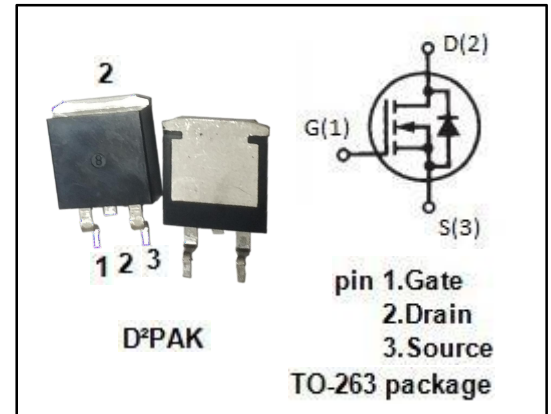 2
1 2 3
D²PAK
D(2)
G(1)
S(3)
pin 1.Gate
2.Drain
3.Source
TO-263 package